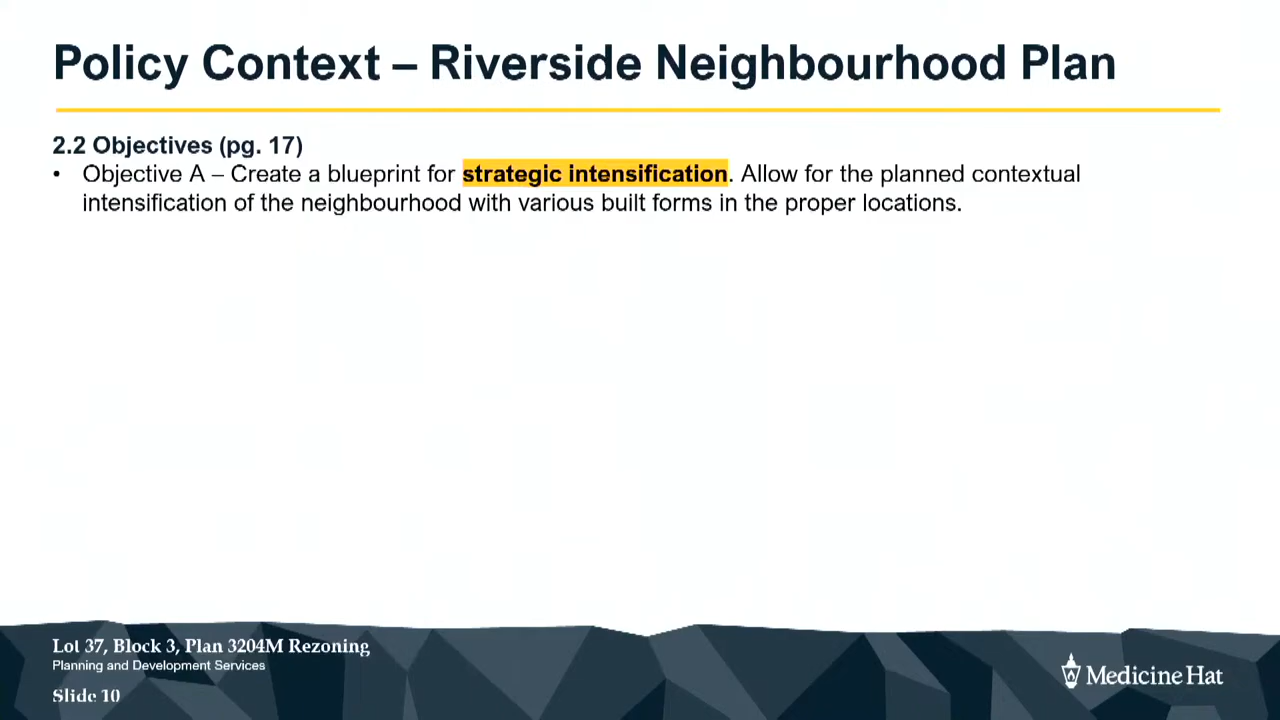 Policy Context – Riverside Neighbourhood Plan
2.2 Objectives (pg. 17)
• Objective A – Create a blueprint for strategic intensification. Allow for the planned contextual
intensification of the neighbourhood with various built forms in the proper locations.
Lot 37, Block 3, Plan 3204M Rezoning
Planning and Development Services
Slide 10
Medicine Hat